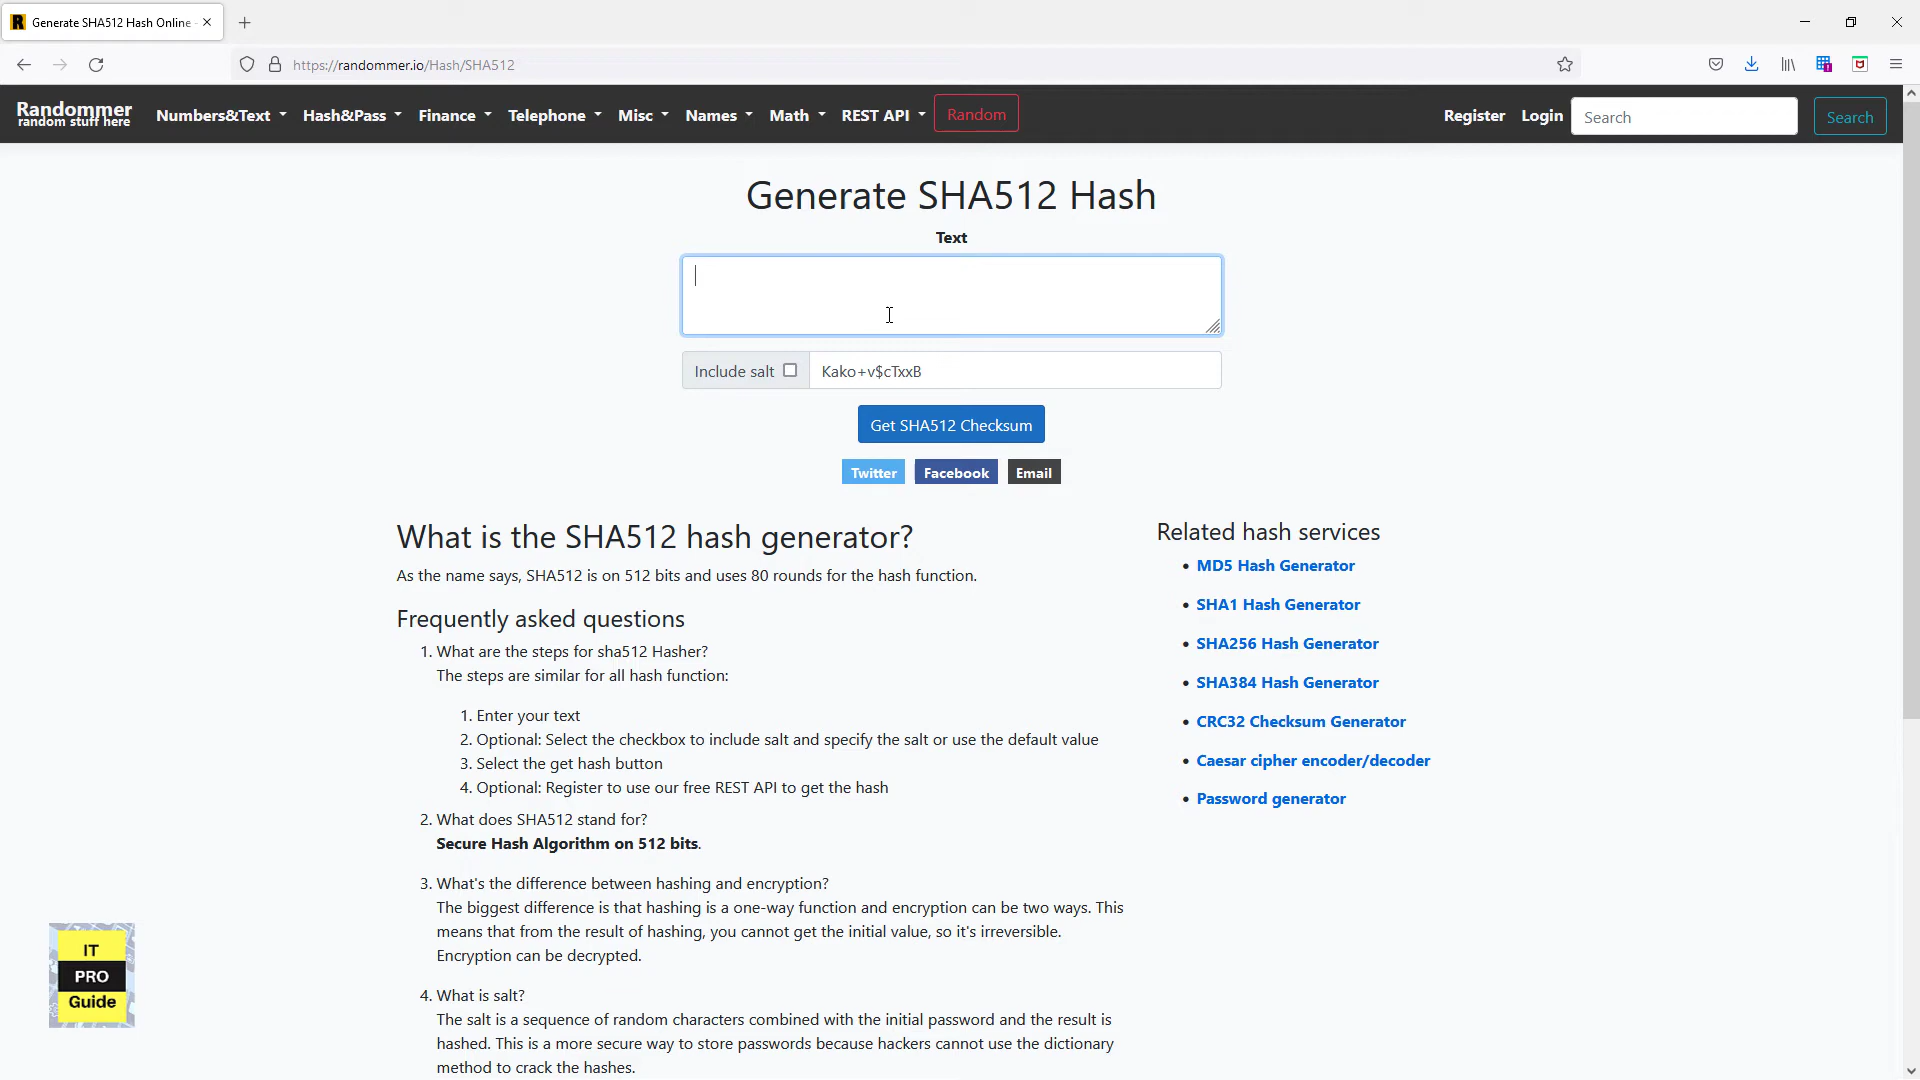 Generate SHA512 Hash Online -
https://randommer.io/Hash/SHA512
Randommer
random stuff here
Numbers&Text
Hash&Pass
Finance
Telephone
Misc
Names
Math
REST API
Random
Register
Login
Search
Search
Generate SHA512 Hash
Text
Include salt
Kako+v$cTxxB
Get SHA512 Checksum
Twitter
Facebook
Email
What is the SHA512 hash generator?
As the name says, SHA512 is on 512 bits and uses 80 rounds for the hash function.
Frequently asked questions
1. What are the steps for sha512 Hasher?
The steps are similar for all hash function:
1. Enter your text
2. Optional: Select the checkbox to include salt and specify the salt or use the default value
3. Select the get hash button
4. Optional: Register to use our free REST API to get the hash
2. What does SHA512 stand for?
Secure Hash Algorithm on 512 bits.
3. What's the difference between hashing and encryption?
The biggest difference is that hashing is a one-way function and encryption can be two ways. This
means that from the result of hashing, you cannot get the initial value, so it's irreversible.
Encryption can be decrypted.
4. What is salt?
The salt is a sequence of random characters combined with the initial password and the result is
hashed. This is a more secure way to store passwords because hackers cannot use the dictionary
method to crack the hashes.
Related hash services
• MD5 Hash Generator
• SHA1 Hash Generator
• SHA256 Hash Generator
• SHA384 Hash Generator
• CRC32 Checksum Generator
• Caesar cipher encoder/decoder
• Password generator
IT
PRO
Guide